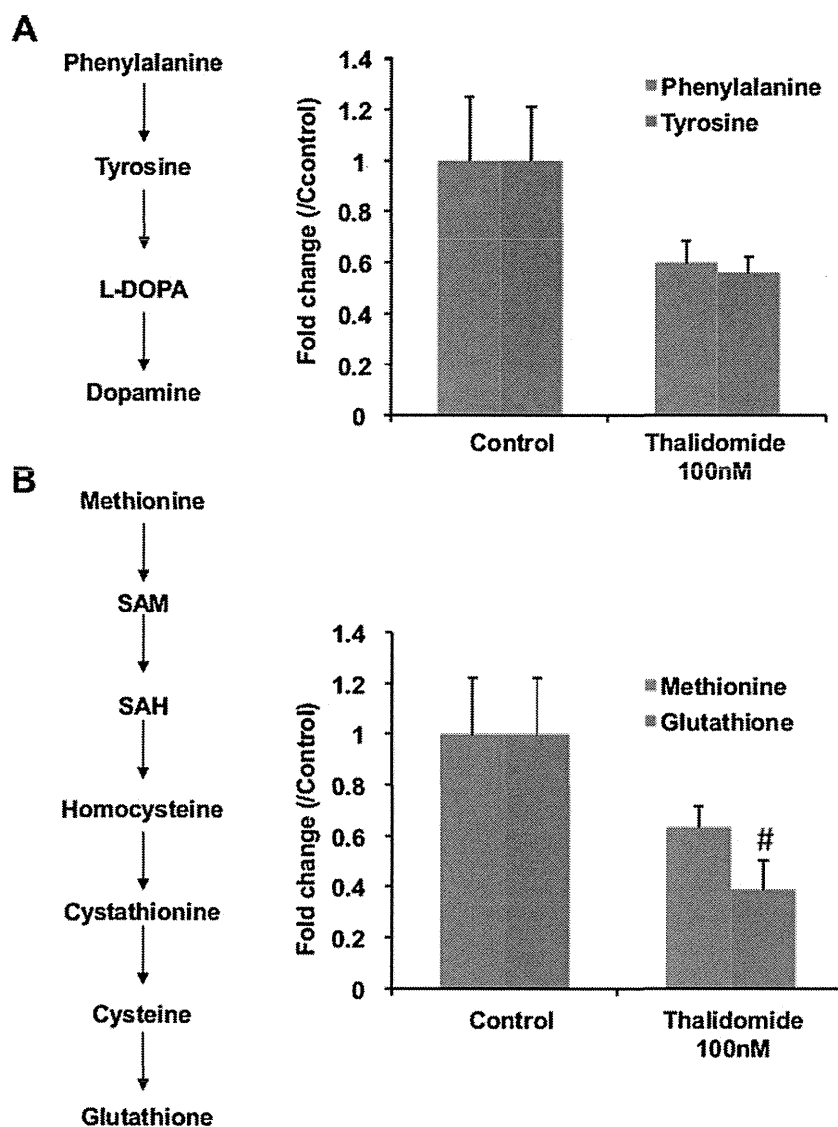 A
Phenylalanine
Tyrosine
L-DOPA
Dopamine
Fold change (/Ccontrol)
1.4
1.2
1
0.8
0.6
0.4
0.2
0
Phenylalanine
Tyrosine
Control
Thalidomide
100nM
B
Methionine
SAM
SAH
Homocysteine
Cystathionine
Cysteine
Glutathione
Fold change (/Control)
1.4
1.2
1
0.8
0.6
0.4
0.2
0
Methionine
Glutathione
#
Control
Thalidomide
100nM